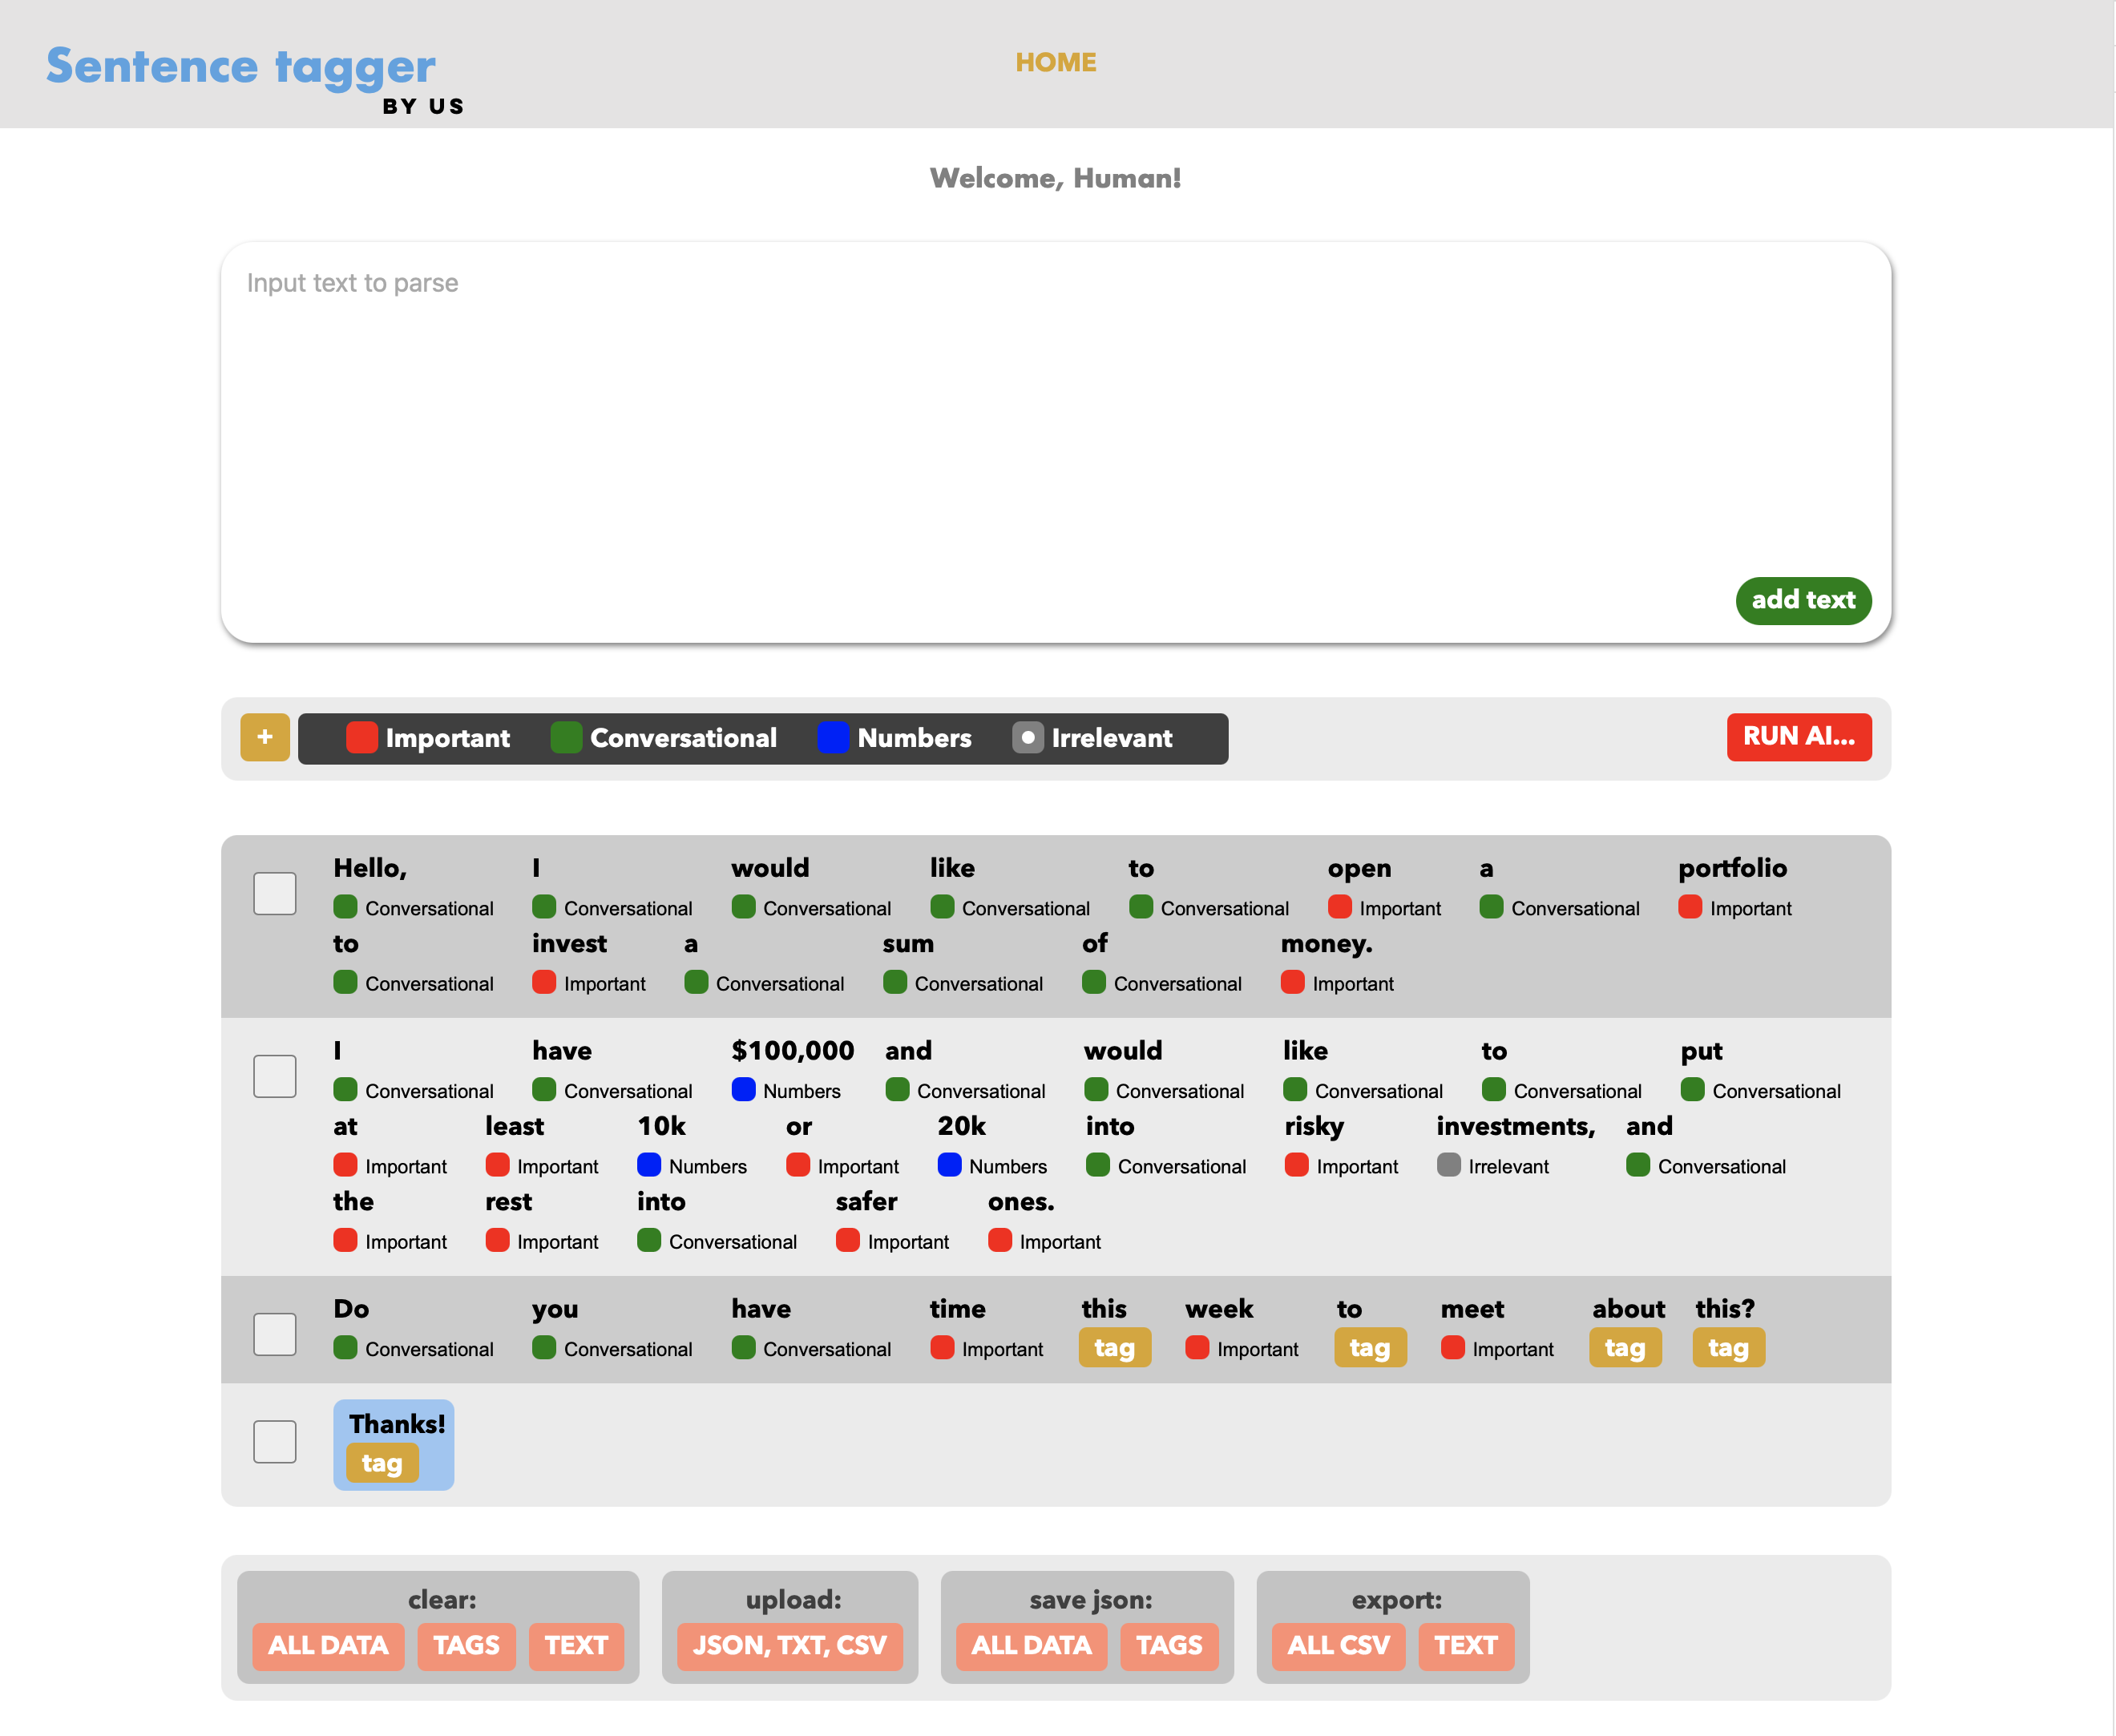 Sentence tagger
BY US
HOME
Welcome, Human!
Input text to parse
add text
+ Important Conversational Numbers Irrelevant RUN AI...
Hello, I would like to open a portfolio
Conversational Conversational Conversational Conversational Conversational Important Conversational Important
to invest a sum of money.
Conversational Important Conversational Conversational Conversational Important
I have $100,000 and would like to put
Conversational Conversational Numbers Conversational Conversational Conversational Conversational Conversational
at least 10k or 20k into risky investments, and
Important Important Numbers Important Numbers Conversational Important Irrelevant Conversational
the rest into safer ones.
Important Important Conversational Important Important
Do you have time this week to meet about this?
Conversational Conversational Conversational Important tag Important tag Important tag tag
Thanks!
tag
clear: upload: save json: export:
ALL DATA TAGS TEXT JSON, TXT, CSV ALL DATA TAGS ALL CSV TEXT